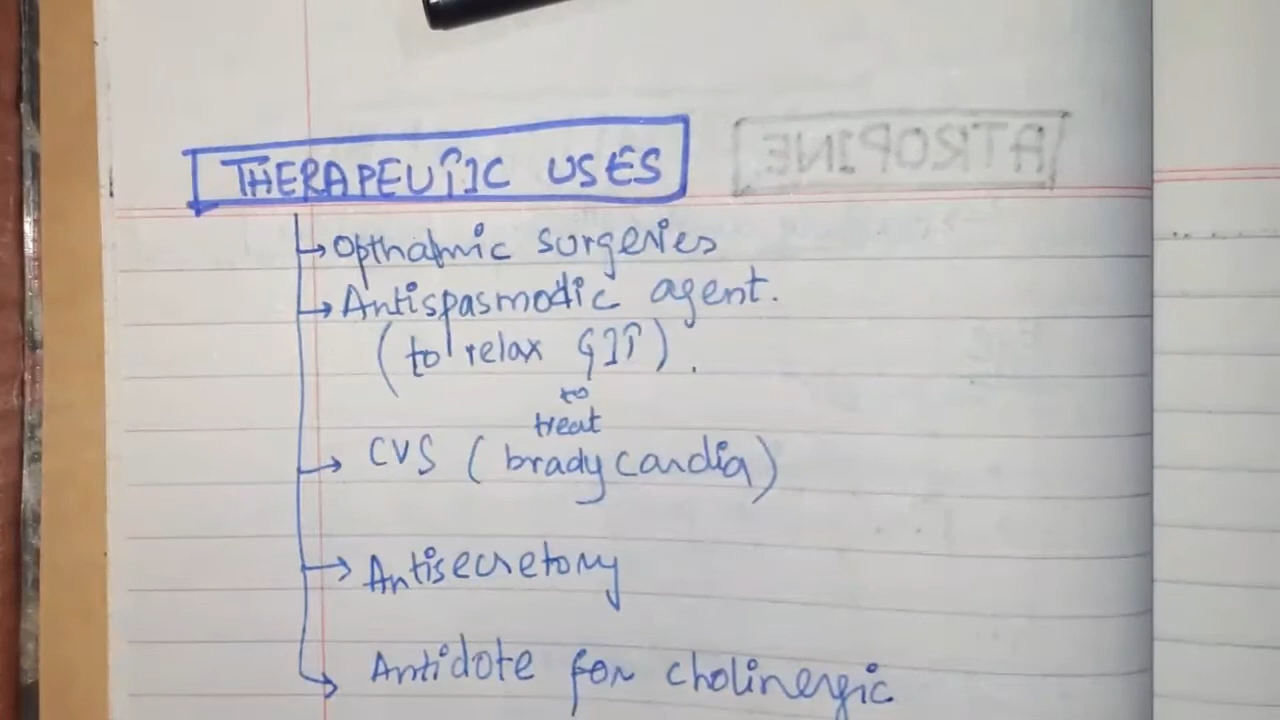 THERAPEUTIC USES
ATROPINE
Opthalmic surgeries
Antispasmodic agent.
(to relax GIT).
to
treat
CVS (bradycardia)
Antisecretory
Antidote for cholinergic